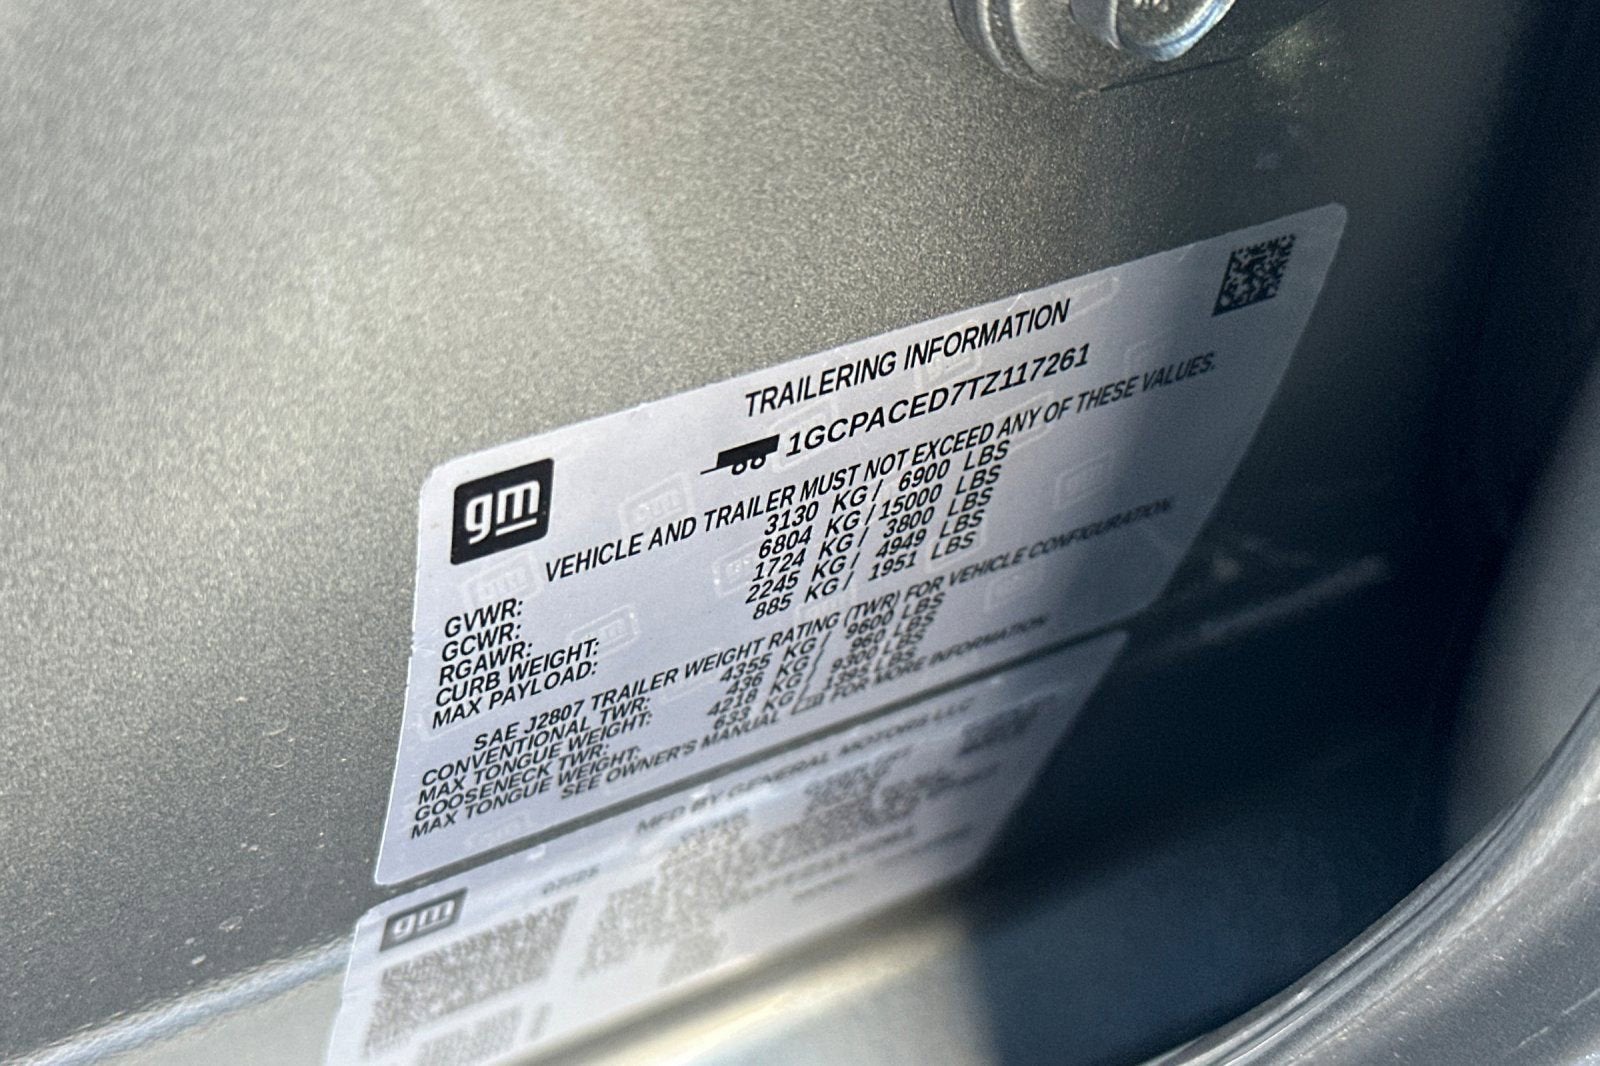 TRAILERING INFORMATION
1GCPACED7TZ117261
gm
VEHICLE AND TRAILER MUST NOT EXCEED ANY OF THESE VALUES.
GVWR: 3130 KG / 6900 LBS
GCWR: 6804 KG / 15000 LBS
RGAWR: 1724 KG / 3800 LBS
CURB WEIGHT: 2245 KG / 4949 LBS
MAX PAYLOAD: 885 KG / 1951 LBS
SAE J2807 TRAILER WEIGHT RATING (TWR) FOR VEHICLE CONFIGURATION
CONVENTIONAL TWR: 4355 KG / 9600 LBS
MAX TONGUE WEIGHT: 436 KG / 960 LBS
GOOSENECK TWR: 4218 KG / 9300 LBS
MAX TONGUE WEIGHT: 633 KG / 1395 LBS
SEE OWNER'S MANUAL FOR MORE INFORMATION
MFD BY GENERAL MOTORS LLC
gm